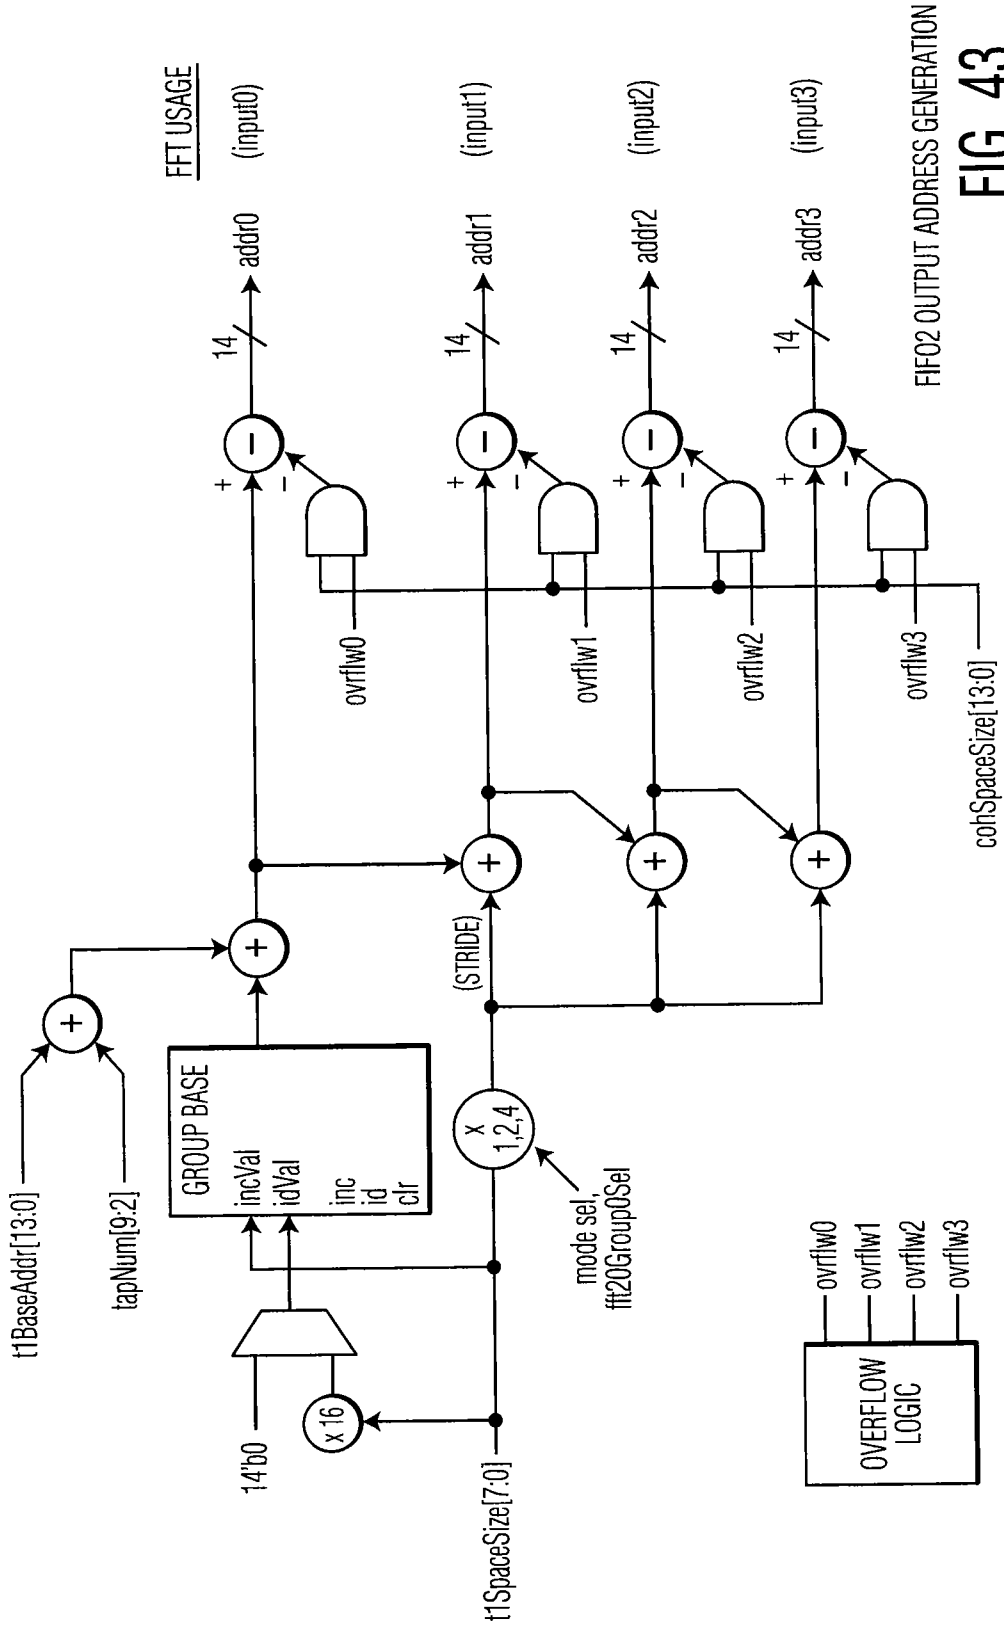 FFT USAGE
t1BaseAddr[13:0]
tapNum[9:2]
+
+
14'b0
x 16
t1SpaceSize[7:0]
GROUP BASE
incVal
idVal
inc
id
clr
x
1,2,4
mode sel,
fft20Group0Sel
(STRIDE)
+
+
+
+
−
−
14
addr0
(input0)
ovrflw0
+
−
−
14
addr1
(input1)
ovrflw1
+
−
−
14
addr2
(input2)
ovrflw2
+
−
−
14
addr3
(input3)
ovrflw3
cohSpaceSize[13:0]
OVERFLOW
LOGIC
ovrflw0
ovrflw1
ovrflw2
ovrflw3
FIFO2 OUTPUT ADDRESS GENERATION
FIG 43